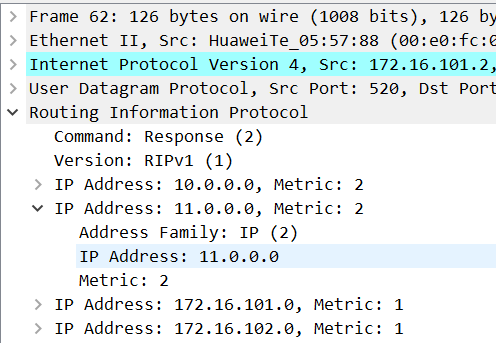 Frame 62: 126 bytes on wire (1008 bits), 126 by
Ethernet II, Src: HuaweiTe_05:57:88 (00:e0:fc:0
Internet Protocol Version 4, Src: 172.16.101.2,
User Datagram Protocol, Src Port: 520, Dst Port
Routing Information Protocol
Command: Response (2)
Version: RIPv1 (1)
IP Address: 10.0.0.0, Metric: 2
IP Address: 11.0.0.0, Metric: 2
Address Family: IP (2)
IP Address: 11.0.0.0
Metric: 2
IP Address: 172.16.101.0, Metric: 1
IP Address: 172.16.102.0, Metric: 1